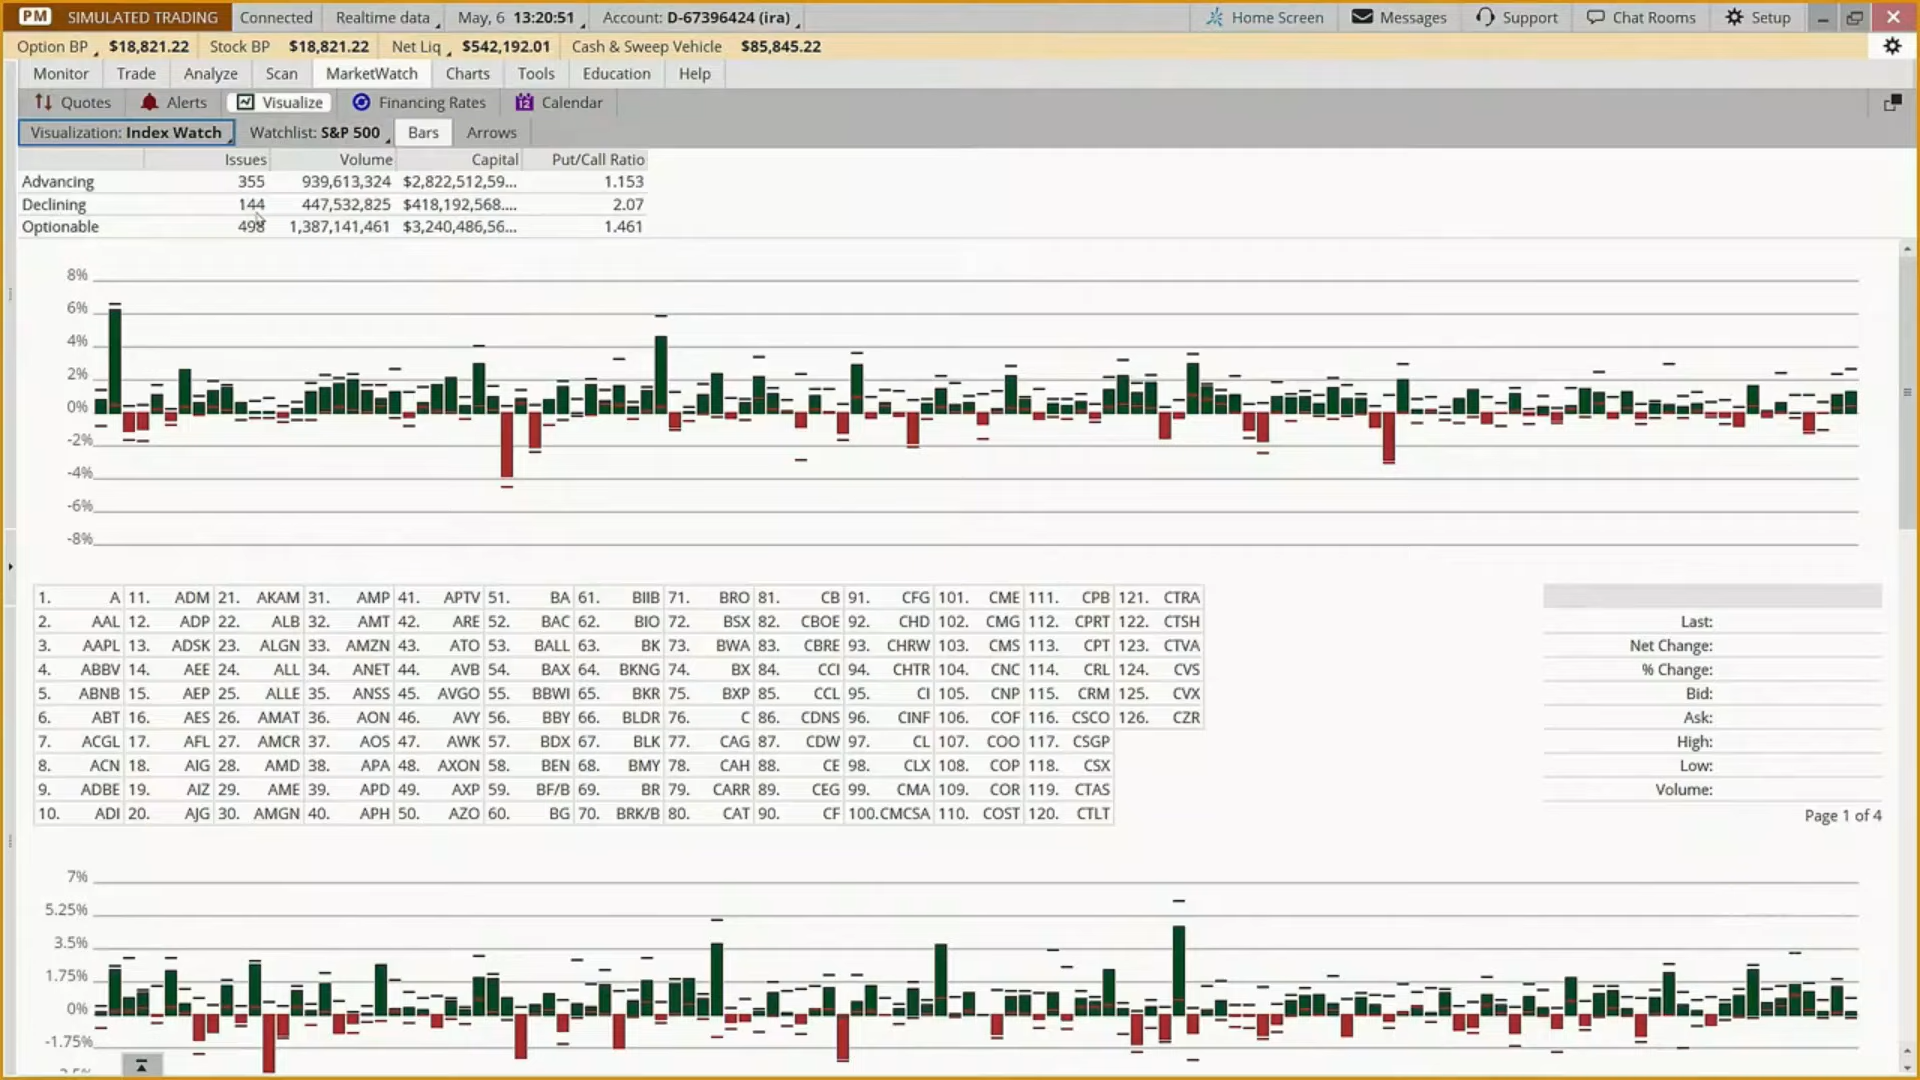 PM SIMULATED TRADING Connected Realtime data May, 6 13:20:51 Account: D-67396424 (ira) Home Screen Messages Support Chat Rooms Setup
Option BP $18,821.22 Stock BP $18,821.22 Net Liq $542,192.01 Cash & Sweep Vehicle $85,845.22
Monitor Trade Analyze Scan MarketWatch Charts Tools Education Help
Quotes Alerts Visualize Financing Rates 12 Calendar
Visualization: Index Watch Watchlist: S&P 500 Bars Arrows
Issues Volume Capital Put/Call Ratio
Advancing 355 939,613,324 $2,822,512,59... 1.153
Declining 144 447,532,825 $418,192,568.... 2.07
Optionable 498 1,387,141,461 $3,240,486,56... 1.461
8%
6%
4%
2%
0%
-2%
-4%
-6%
-8%
1. A 11. ADM 21. AKAM 31. AMP 41. APTV 51. BA 61. BIIB 71. BRO 81. CB 91. CFG 101. CME 111. CPB 121. CTRA
2. AAL 12. ADP 22. ALB 32. AMT 42. ARE 52. BAC 62. BIO 72. BSX 82. CBOE 92. CHD 102. CMG 112. CPRT 122. CTSH Last:
3. AAPL 13. ADSK 23. ALGN 33. AMZN 43. ATO 53. BALL 63. BK 73. BWA 83. CBRE 93. CHRW 103. CMS 113. CPT 123. CTVA Net Change:
4. ABBV 14. AEE 24. ALL 34. ANET 44. AVB 54. BAX 64. BKNG 74. BX 84. CCI 94. CHTR 104. CNC 114. CRL 124. CVS % Change:
5. ABNB 15. AEP 25. ALLE 35. ANSS 45. AVGO 55. BBWI 65. BKR 75. BXP 85. CCL 95. CI 105. CNP 115. CRM 125. CVX Bid:
6. ABT 16. AES 26. AMAT 36. AON 46. AVY 56. BBY 66. BLDR 76. C 86. CDNS 96. CINF 106. COF 116. CSCO 126. CZR Ask:
7. ACGL 17. AFL 27. AMCR 37. AOS 47. AWK 57. BDX 67. BLK 77. CAG 87. CDW 97. CL 107. COO 117. CSGP High:
8. ACN 18. AIG 28. AMD 38. APA 48. AXON 58. BEN 68. BMY 78. CAH 88. CE 98. CLX 108. COP 118. CSX Low:
9. ADBE 19. AIZ 29. AME 39. APD 49. AXP 59. BF/B 69. BR 79. CARR 89. CEG 99. CMA 109. COR 119. CTAS Volume:
10. ADI 20. AJG 30. AMGN 40. APH 50. AZO 60. BG 70. BRK/B 80. CAT 90. CF 100. CMCSA 110. COST 120. CTLT Page 1 of 4
7%
5.25%
3.5%
1.75%
0%
-1.75%